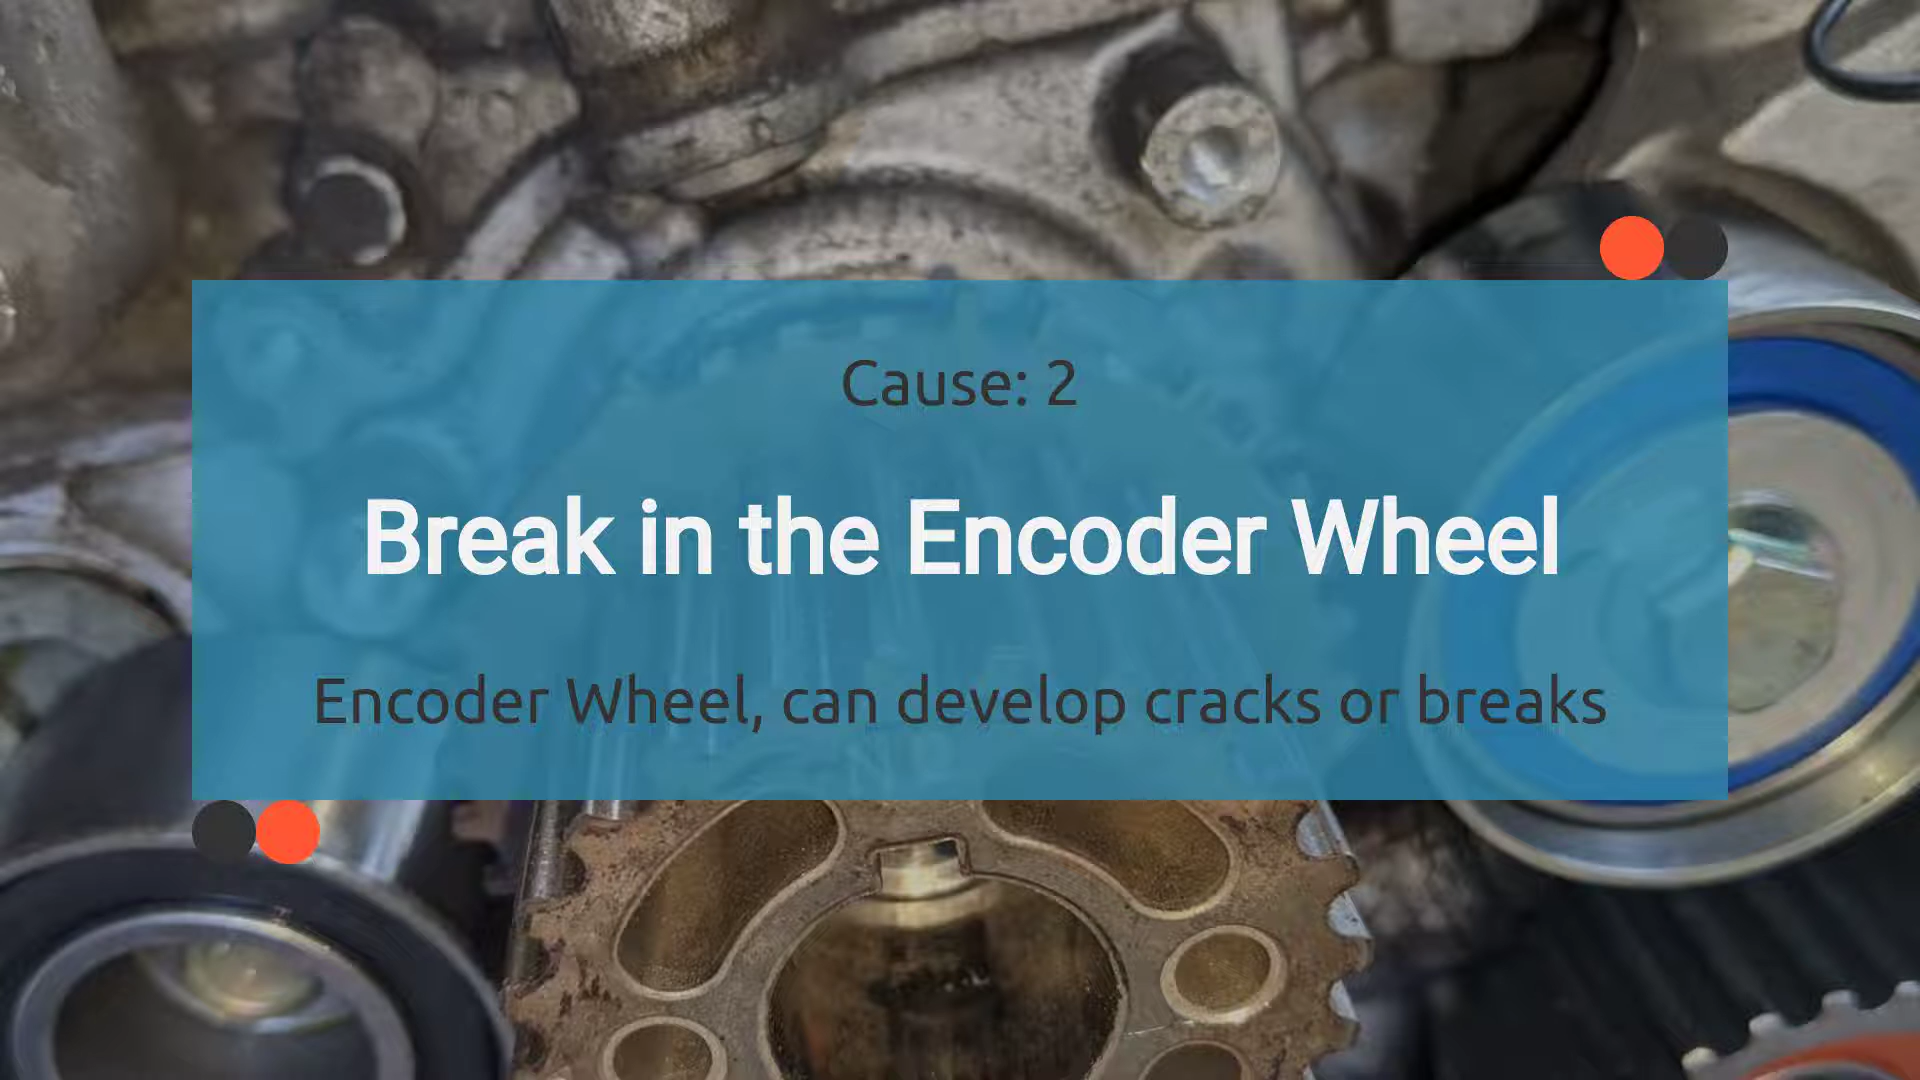 Cause: 2
Break in the Encoder Wheel
Encoder Wheel, can develop cracks or breaks